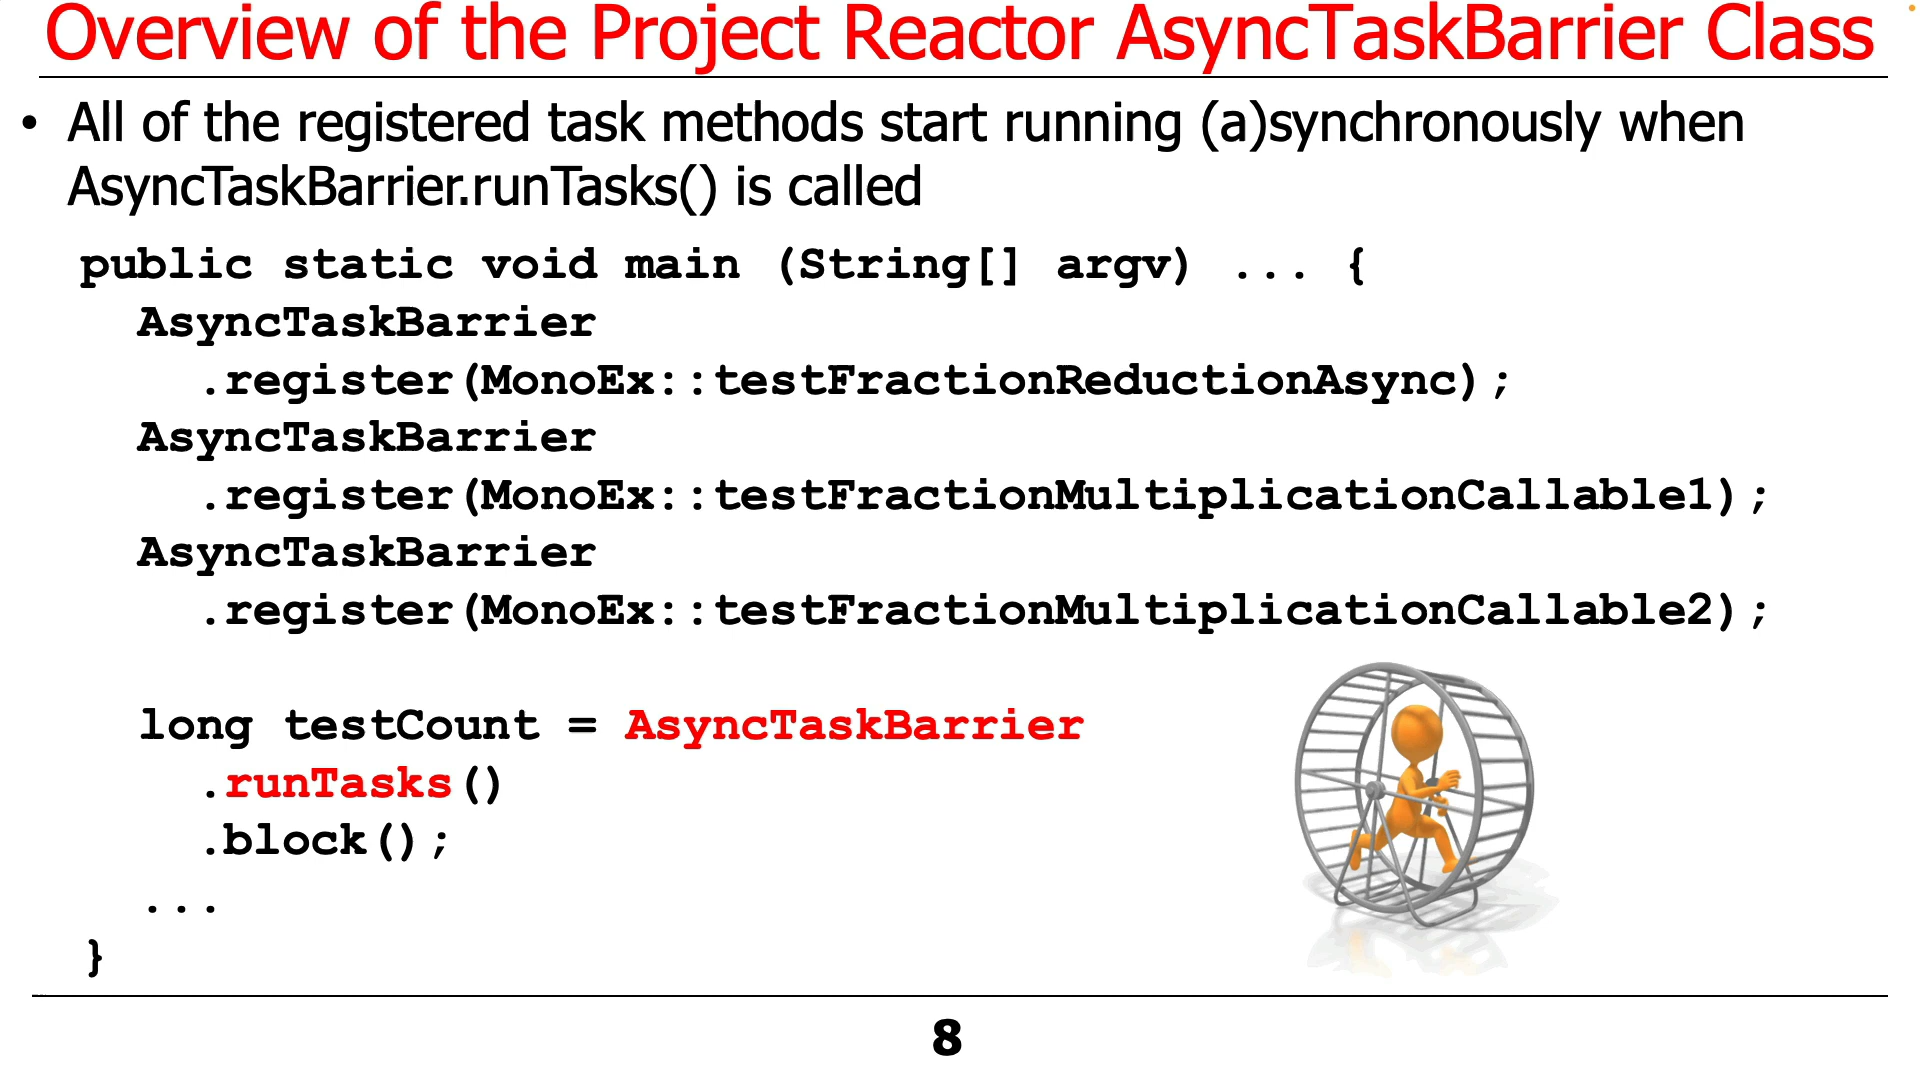 Overview of the Project Reactor AsyncTaskBarrier Class
• All of the registered task methods start running (a)synchronously when
AsyncTaskBarrier.runTasks() is called
public static void main (String[] argv) ... {
AsyncTaskBarrier
.register(MonoEx::testFractionReductionAsync);
AsyncTaskBarrier
.register(MonoEx::testFractionMultiplicationCallable1);
AsyncTaskBarrier
.register(MonoEx::testFractionMultiplicationCallable2);
long testCount = AsyncTaskBarrier
.runTasks()
.block();
...
}
8